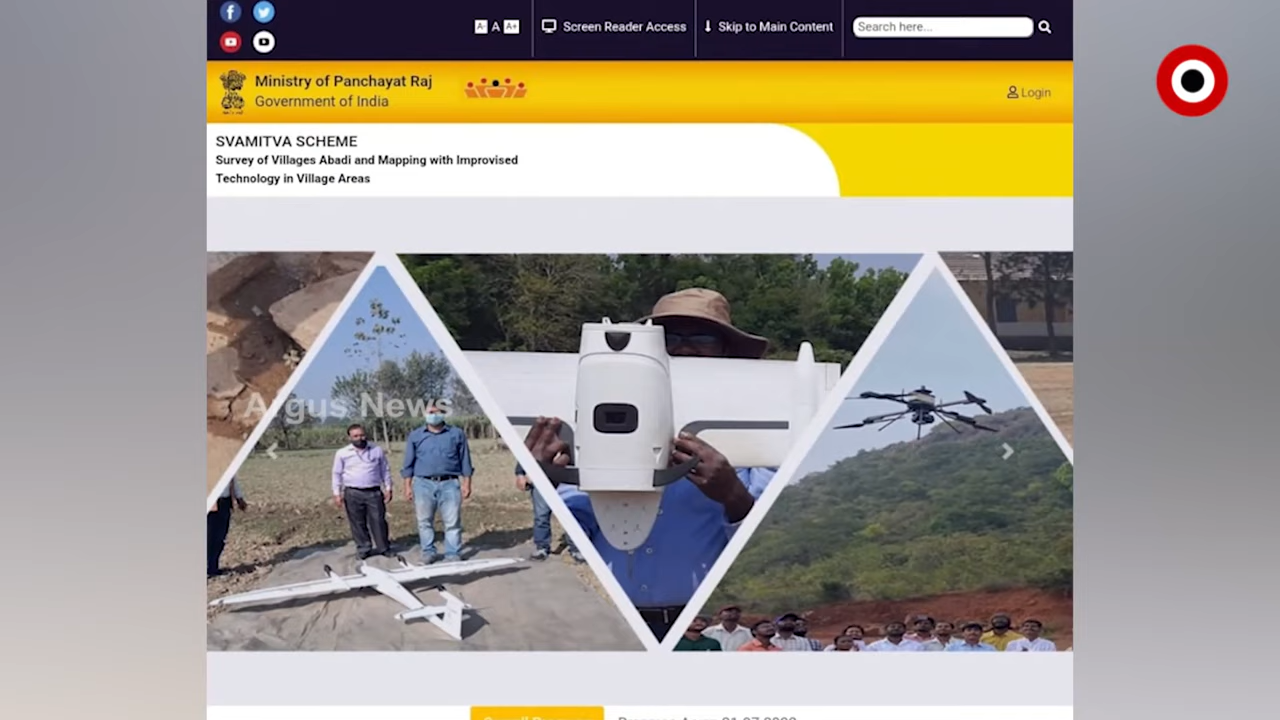 A- A A+
Screen Reader Access
Skip to Main Content
Search here...
Ministry of Panchayat Raj
Government of India
Login
SVAMITVA SCHEME
Survey of Villages Abadi and Mapping with Improvised
Technology in Village Areas
Argus News